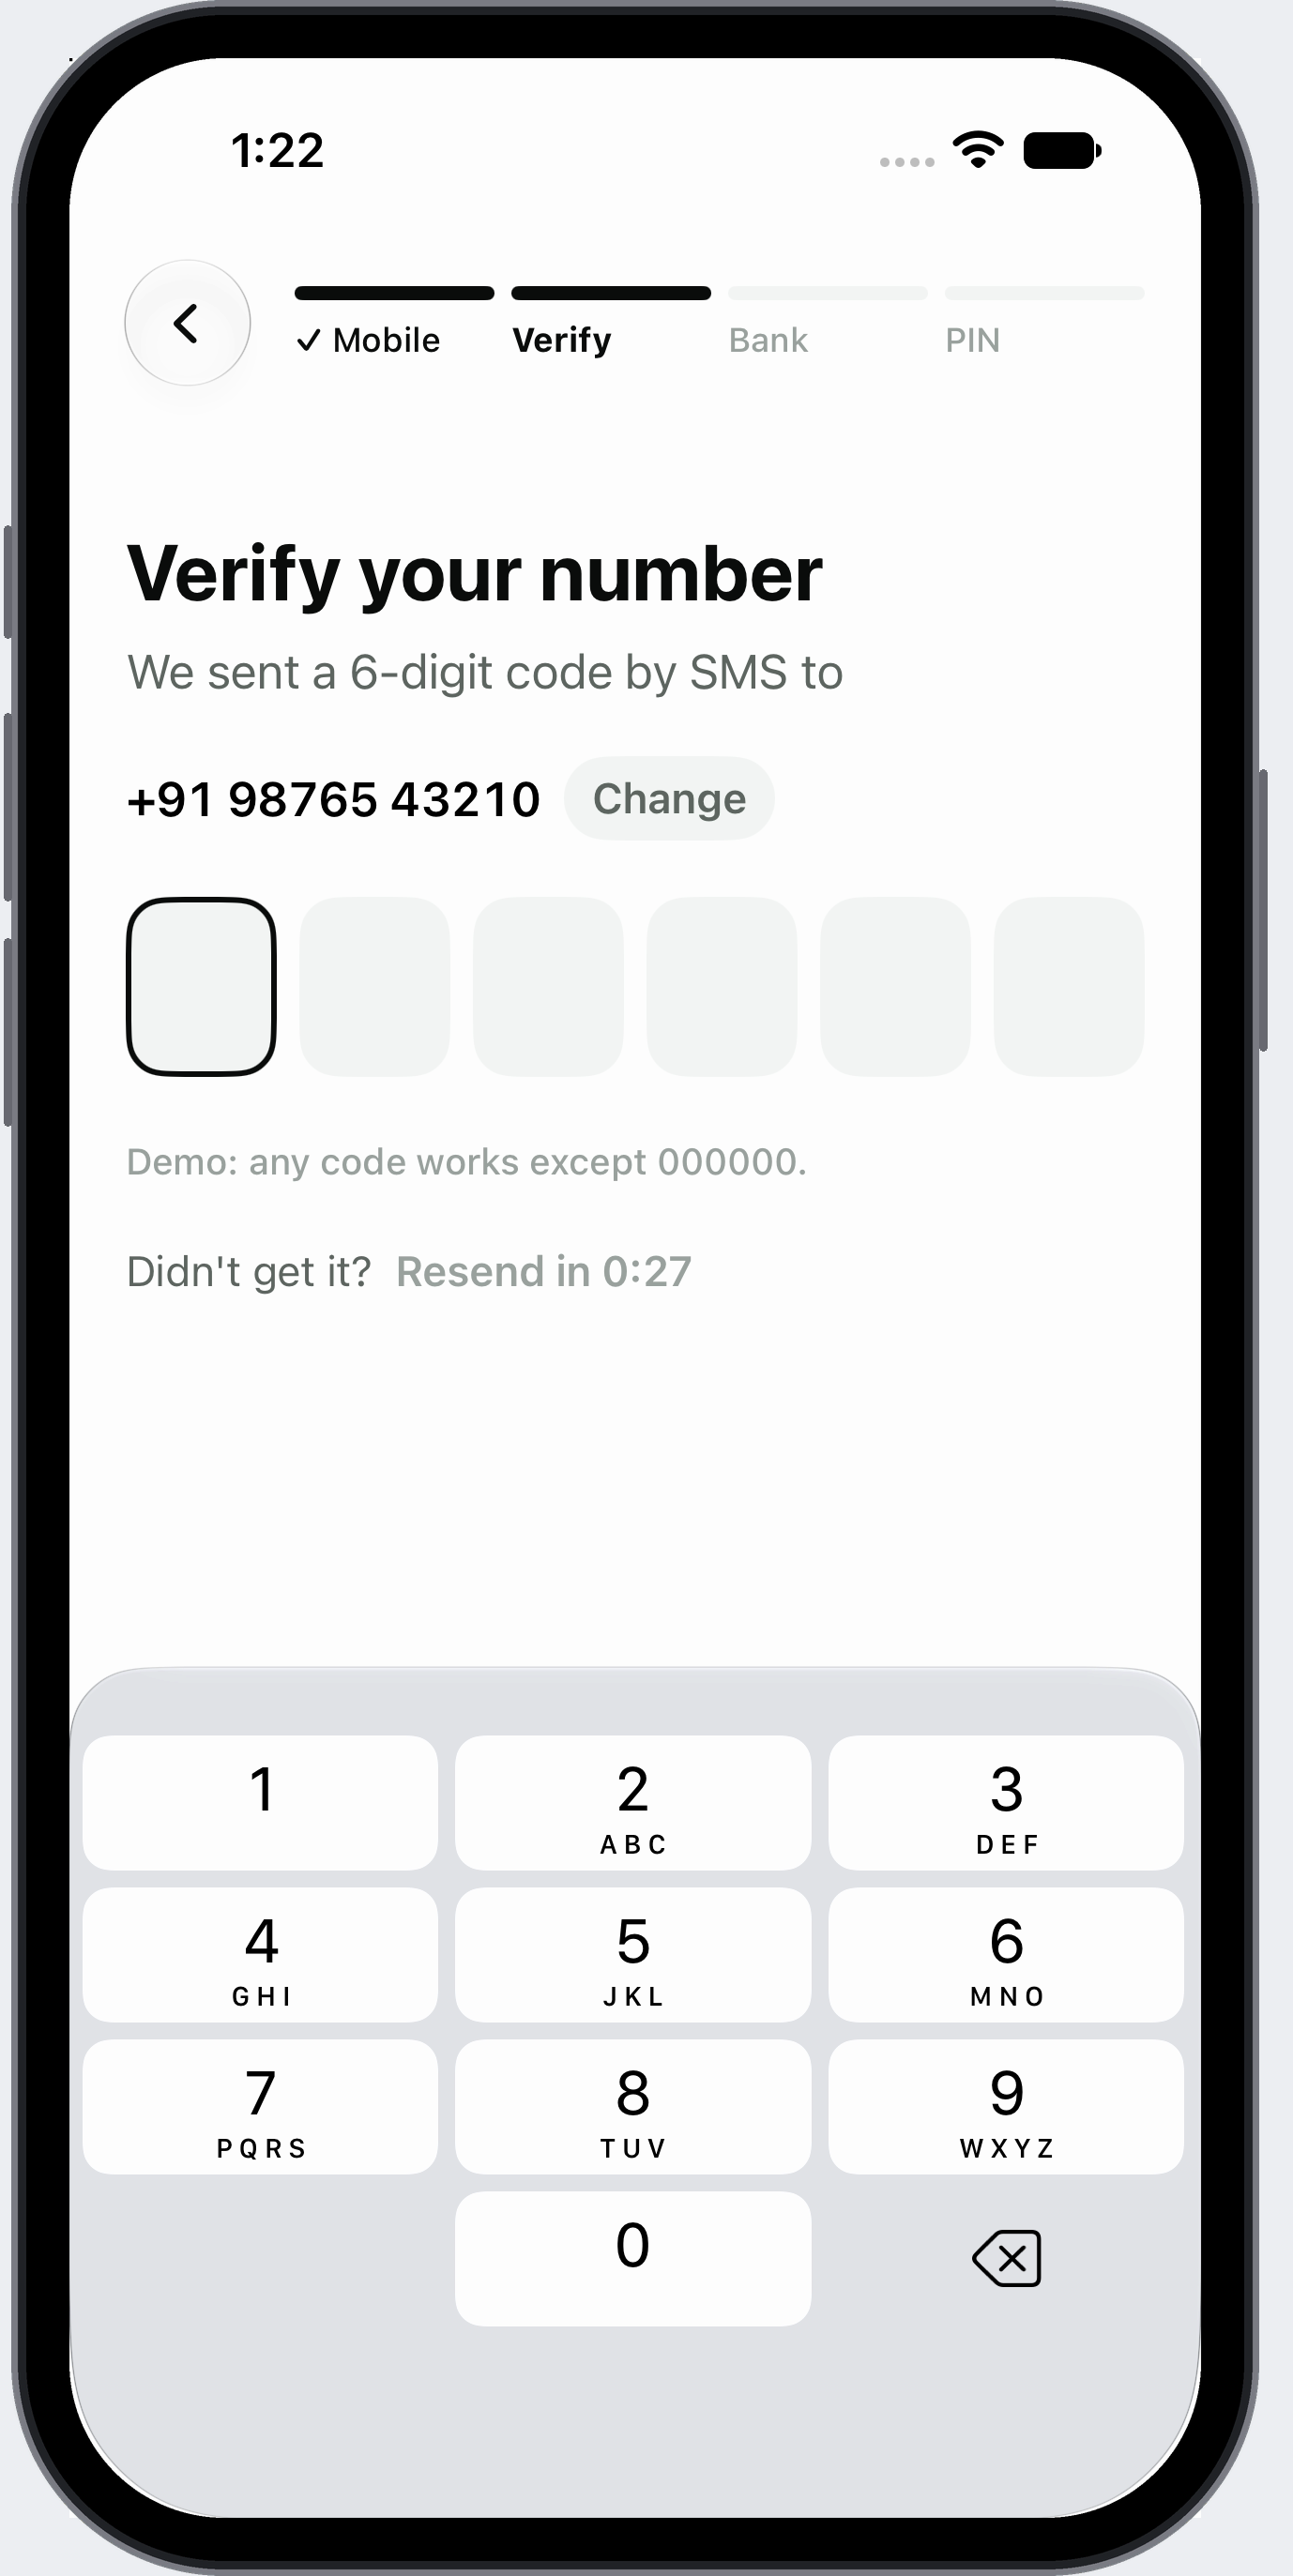 1:22
✓ Mobile Verify Bank PIN
Verify your number
We sent a 6-digit code by SMS to
+91 98765 43210 Change
Demo: any code works except 000000.
Didn't get it? Resend in 0:27
1 2 3
ABC DEF
4 5 6
GHI JKL MNO
7 8 9
PQRS TUV WXYZ
0